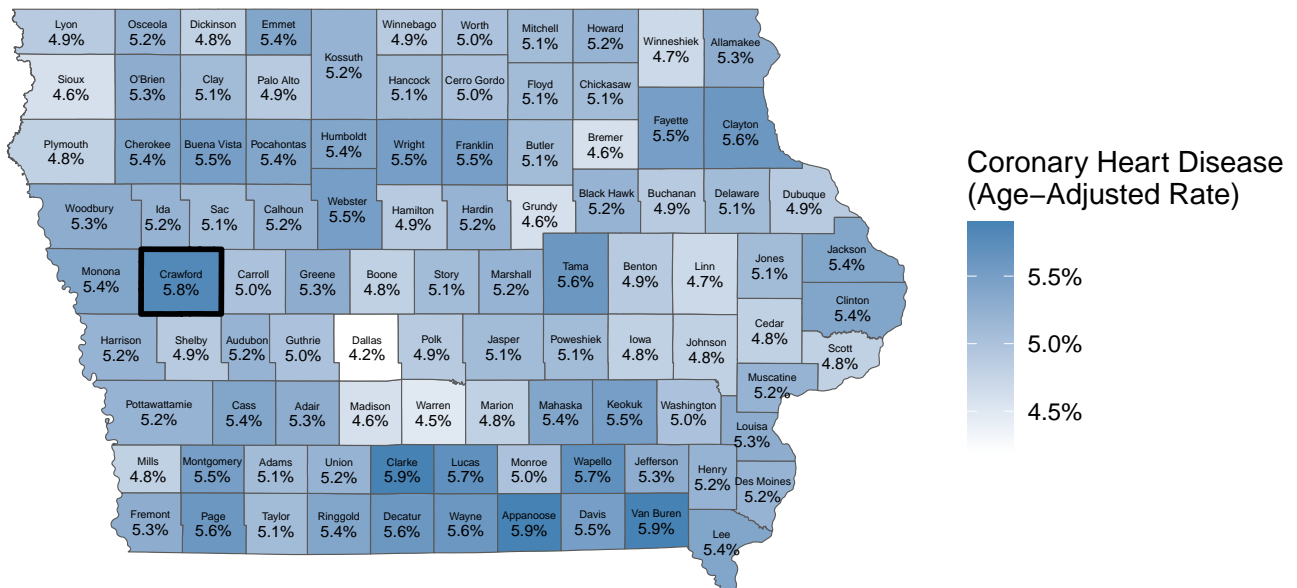 Lyon
4.9%
Osceola
5.2%
Dickinson
4.8%
Emmet
5.4%
Kossuth
5.2%
Winnebago
4.9%
Worth
5.0%
Mitchell
5.1%
Howard
5.2%
Winneshiek
4.7%
Allamakee
5.3%
Sioux
4.6%
O'Brien
5.3%
Clay
5.1%
Palo Alto
4.9%
Hancock
5.1%
Cerro Gordo
5.0%
Floyd
5.1%
Chickasaw
5.1%
Fayette
5.5%
Clayton
5.6%
Plymouth
4.8%
Cherokee
5.4%
Buena Vista
5.5%
Pocahontas
5.4%
Humboldt
5.4%
Wright
5.5%
Franklin
5.5%
Butler
5.1%
Bremer
4.6%
Woodbury
5.3%
Ida
5.2%
Sac
5.1%
Calhoun
5.2%
Webster
5.5%
Hamilton
4.9%
Hardin
5.2%
Grundy
4.6%
Black Hawk
5.2%
Buchanan
4.9%
Delaware
5.1%
Dubuque
4.9%
Monona
5.4%
Crawford
5.8%
Carroll
5.0%
Greene
5.3%
Boone
4.8%
Story
5.1%
Marshall
5.2%
Tama
5.6%
Benton
4.9%
Linn
4.7%
Jones
5.1%
Jackson
5.4%
Clinton
5.4%
Harrison
5.2%
Shelby
4.9%
Audubon
5.2%
Guthrie
5.0%
Dallas
4.2%
Polk
4.9%
Jasper
5.1%
Poweshiek
5.1%
Iowa
4.8%
Johnson
4.8%
Cedar
4.8%
Scott
4.8%
Muscatine
5.2%
Pottawattamie
5.2%
Cass
5.4%
Adair
5.3%
Madison
4.6%
Warren
4.5%
Marion
4.8%
Mahaska
5.4%
Keokuk
5.5%
Washington
5.0%
Louisa
5.3%
Mills
4.8%
Montgomery
5.5%
Adams
5.1%
Union
5.2%
Clarke
5.9%
Lucas
5.7%
Monroe
5.0%
Wapello
5.7%
Jefferson
5.3%
Henry
5.2%
Des Moines
5.2%
Fremont
5.3%
Page
5.6%
Taylor
5.1%
Ringgold
5.4%
Decatur
5.6%
Wayne
5.6%
Appanoose
5.9%
Davis
5.5%
Van Buren
5.9%
Lee
5.4%
Coronary Heart Disease
(Age−Adjusted Rate)
5.5%
5.0%
4.5%